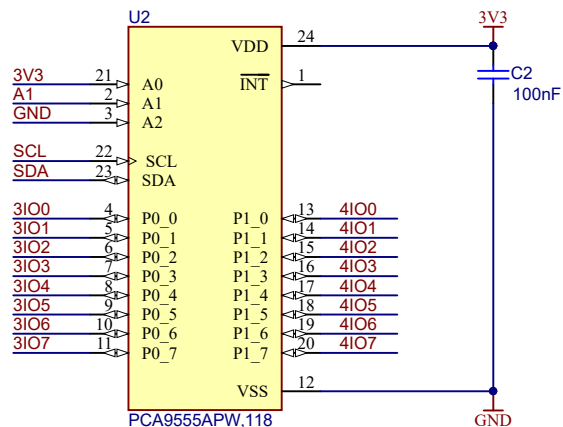 U2
3V3
VDD 24
3V3 21 A0
INT 1
C2
A1 2 A1
100nF
GND 3 A2
SCL 22 SCL
SDA 23 SDA
3IO0 4 P0_0 P1_0 13 4IO0
3IO1 5 P0_1 P1_1 14 4IO1
3IO2 6 P0_2 P1_2 15 4IO2
3IO3 7 P0_3 P1_3 16 4IO3
3IO4 8 P0_4 P1_4 17 4IO4
3IO5 9 P0_5 P1_5 18 4IO5
3IO6 10 P0_6 P1_6 19 4IO6
3IO7 11 P0_7 P1_7 20 4IO7
VSS 12
PCA9555APW,118
GND